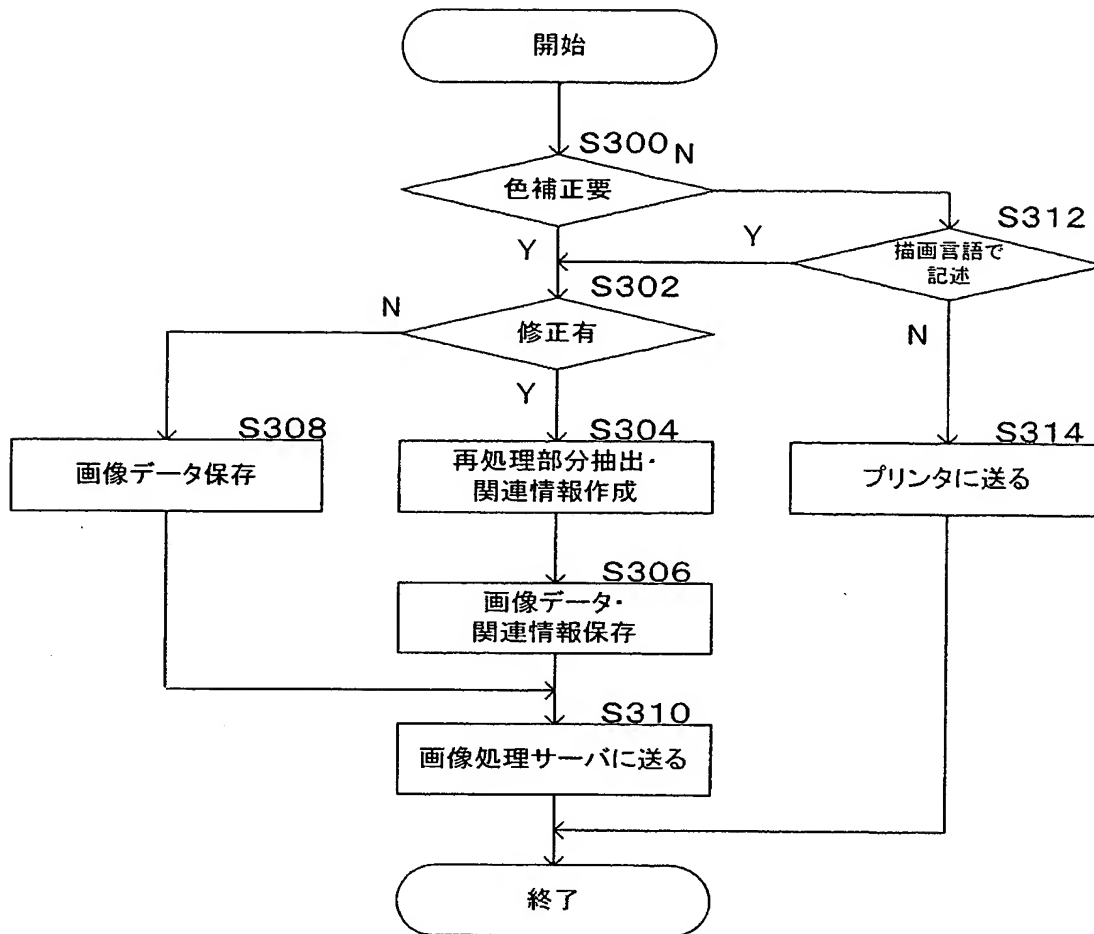 開始
S300
N
色補正要
S312
Y
Y
描画言語で
記述
S302
N
修正有
N
Y
S308
S304
S314
画像データ保存
再処理部分抽出・
関連情報作成
プリンタに送る
S306
画像データ・
関連情報保存
S310
画像処理サーバに送る
終了